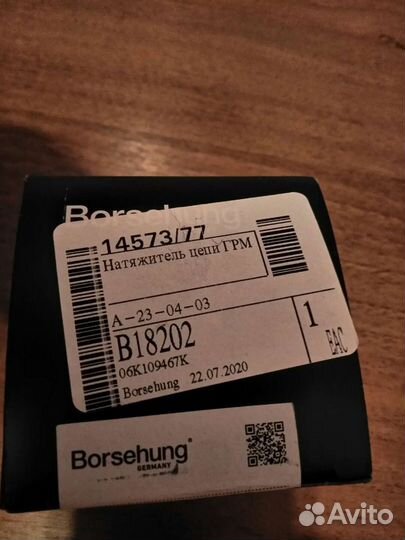 Borsehung
14573/77
Натяжитель цепи ГРМ
A-23-04-03
B18202
1
06K109467K
EAC
Borsehung 22.07.2020
Borsehung®
GERMANY
Avito